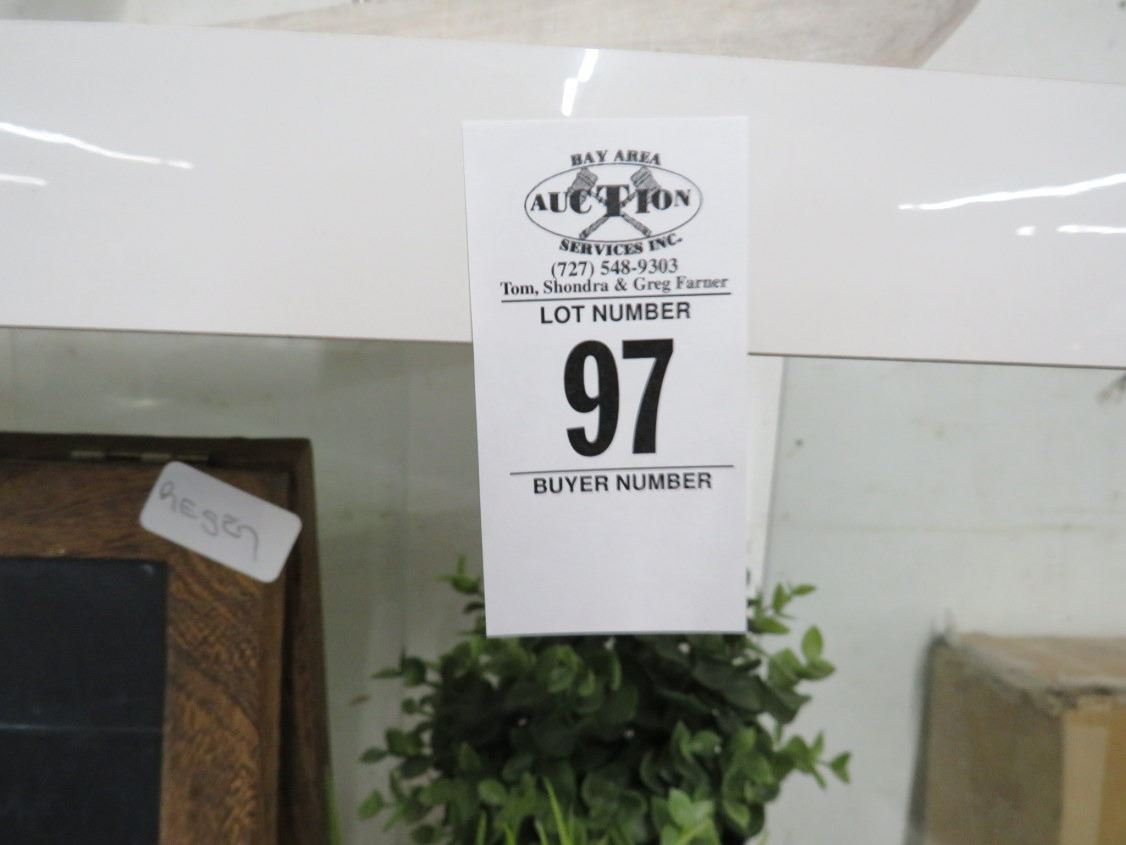 BAY AREA
AUCTION
SERVICES INC.
(727) 548-9303
Tom, Shondra & Greg Farner
LOT NUMBER
97
BUYER NUMBER